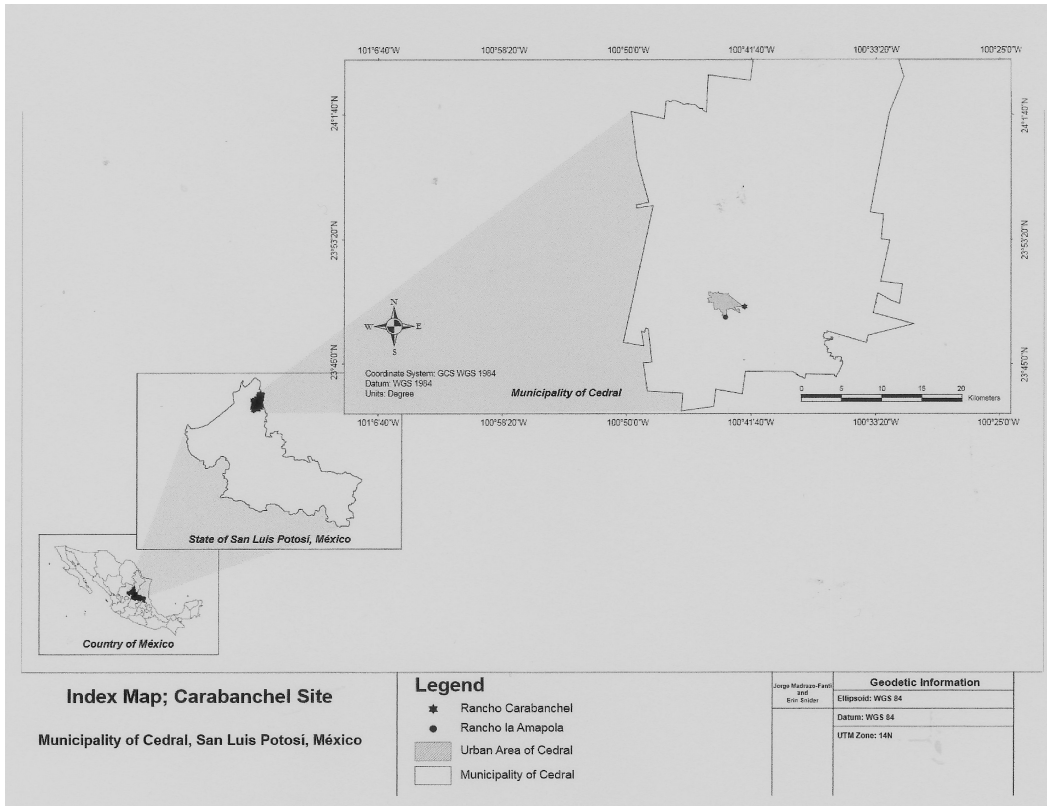 101°6'40"W 100°58'20"W 100°50'0"W 100°41'40"W 100°33'20"W 100°25'0"W
24°1'40"N 24°1'40"N
23°53'20"N 23°53'20"N
23°45'0"N 23°45'0"N
N
W E
S
Coordinate System: GCS WGS 1984
Datum: WGS 1984
Units: Degree
Municipality of Cedral
0 5 10 15 20
Kilometers
101°6'40"W 100°58'20"W 100°50'0"W 100°41'40"W 100°33'20"W 100°25'0"W
State of San Luis Potosí, México
Country of México
Index Map; Carabanchel Site
Municipality of Cedral, San Luis Potosí, México
Legend
Rancho Carabanchel
Rancho la Amapola
Urban Area of Cedral
Municipality of Cedral
Jorge Madrazo-Fanti
and
Erin Snider
Geodetic Information
Ellipsoid: WGS 84
Datum: WGS 84
UTM Zone: 14N